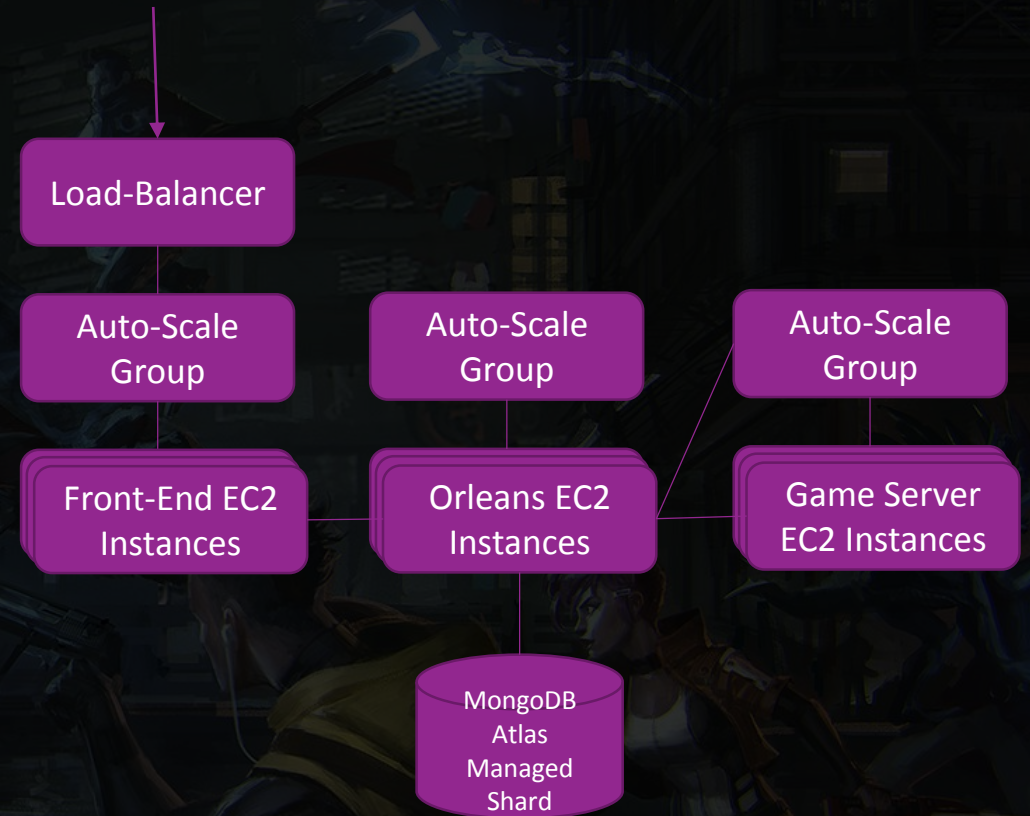 Load-Balancer
Auto-Scale
Group
Auto-Scale
Group
Auto-Scale
Group
Front-End EC2
Instances
Orleans EC2
Instances
Game Server
EC2 Instances
MongoDB
Atlas
Managed
Shard